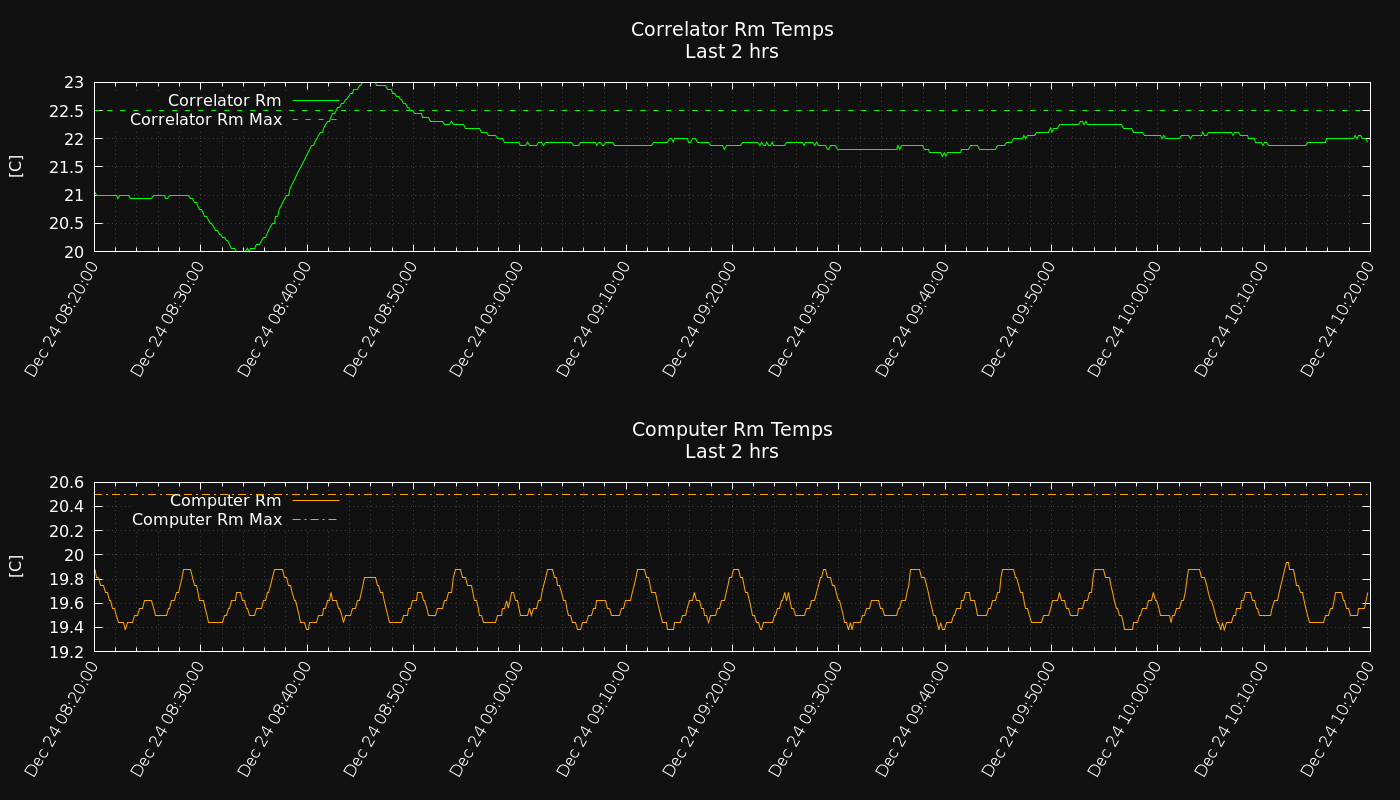 Correlator Rm Temps
Last 2 hrs
23
22.5
22
21.5
21
20.5
20
[C]
Correlator Rm
Correlator Rm Max
Dec 24 08:20:00
Dec 24 08:30:00
Dec 24 08:40:00
Dec 24 08:50:00
Dec 24 09:00:00
Dec 24 09:10:00
Dec 24 09:20:00
Dec 24 09:30:00
Dec 24 09:40:00
Dec 24 09:50:00
Dec 24 10:00:00
Dec 24 10:10:00
Dec 24 10:20:00
Computer Rm Temps
Last 2 hrs
20.6
20.4
20.2
20
19.8
19.6
19.4
19.2
[C]
Computer Rm
Computer Rm Max
Dec 24 08:20:00
Dec 24 08:30:00
Dec 24 08:40:00
Dec 24 08:50:00
Dec 24 09:00:00
Dec 24 09:10:00
Dec 24 09:20:00
Dec 24 09:30:00
Dec 24 09:40:00
Dec 24 09:50:00
Dec 24 10:00:00
Dec 24 10:10:00
Dec 24 10:20:00